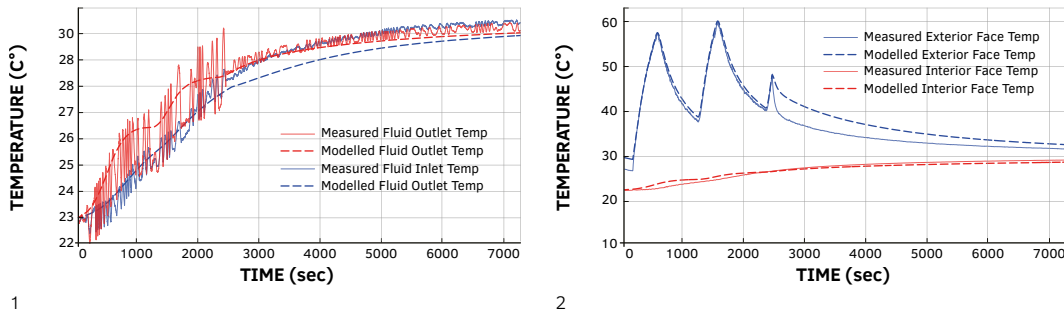 TEMPERATURE (C°)
30
28
27
26
25
24
23
22
Measured Fluid Outlet Temp
Modelled Fluid Outlet Temp
Measured Fluid Inlet Temp
Modelled Fluid Outlet Temp
0 1000 2000 3000 4000 5000 6000 7000
TIME (sec)
1
TEMPERATURE (C°)
60
50
40
30
20
10
Measured Exterior Face Temp
Modelled Exterior Face Temp
Measured Interior Face Temp
Modelled Interior Face Temp
0 1000 2000 3000 4000 5000 6000 7000
TIME (sec)
2